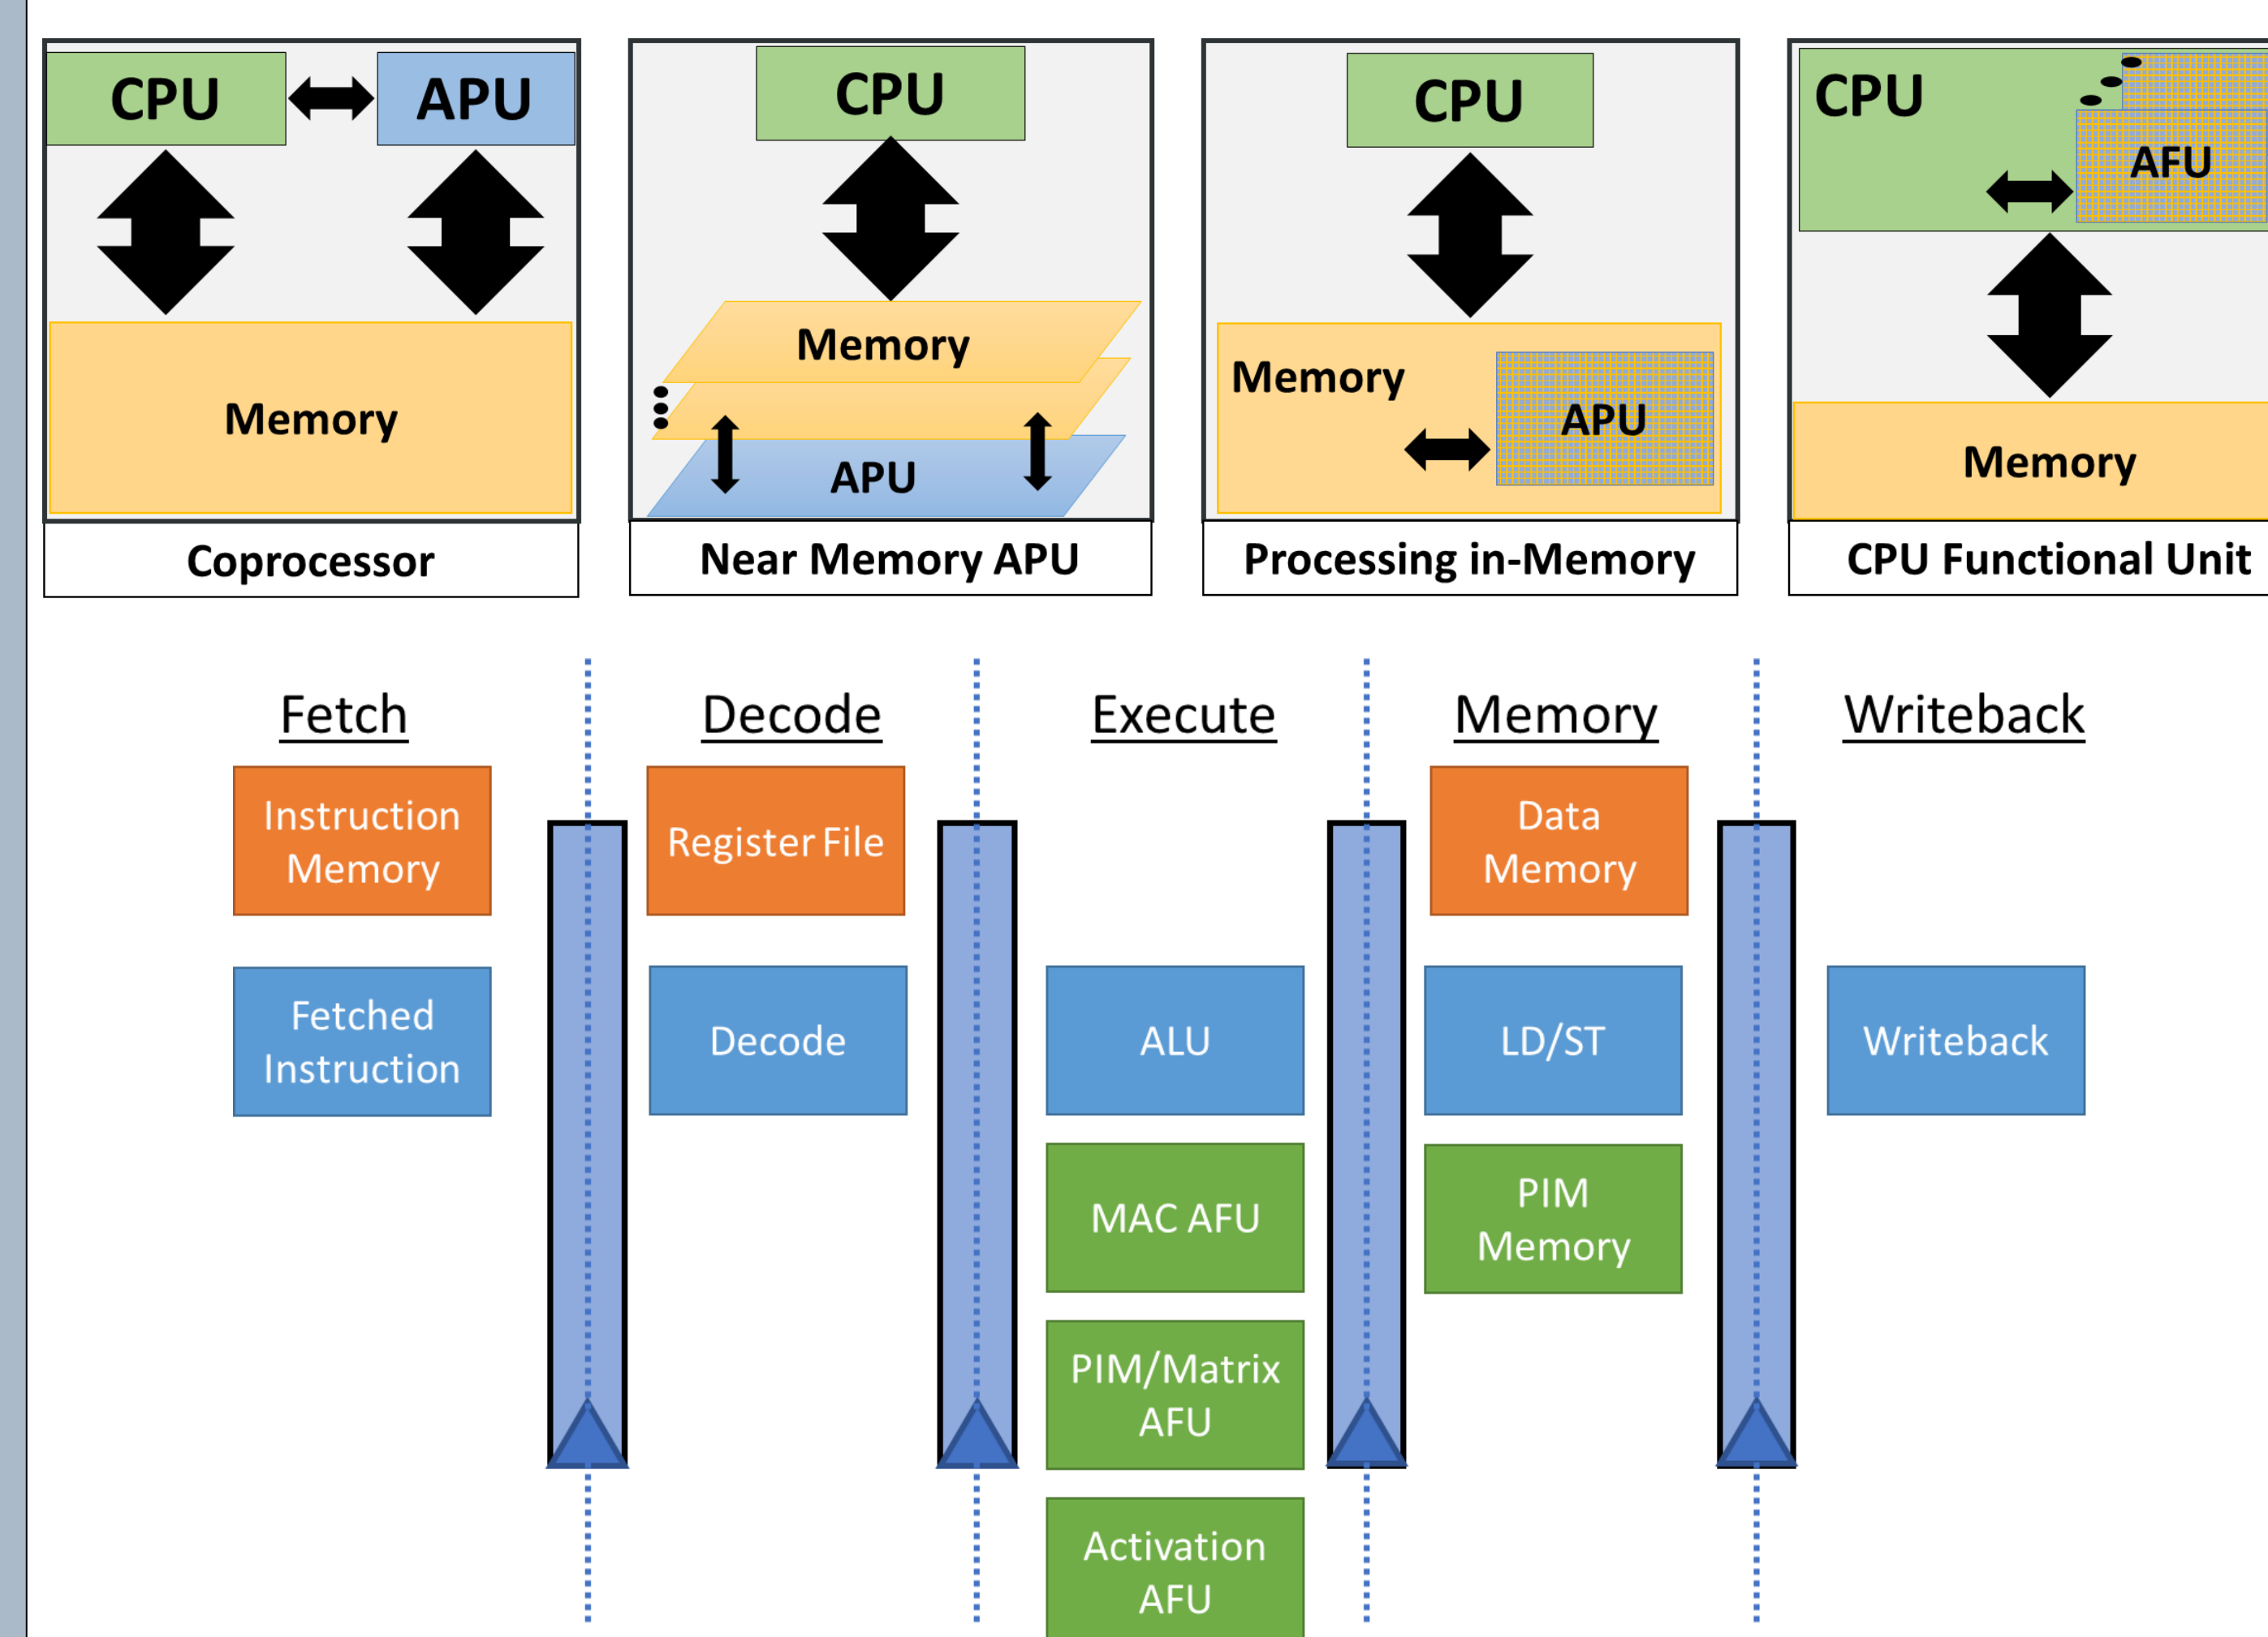 CPU
APU
Memory
Coprocessor
CPU
Memory
APU
Near Memory APU
CPU
Memory
APU
Processing in-Memory
CPU
AFU
Memory
CPU Functional Unit
Fetch
Decode
Execute
Memory
Writeback
Instruction
Memory
Register File
Data
Memory
Fetched
Instruction
Decode
ALU
LD/ST
Writeback
MAC AFU
PIM
Memory
PIM/Matrix
AFU
Activation
AFU